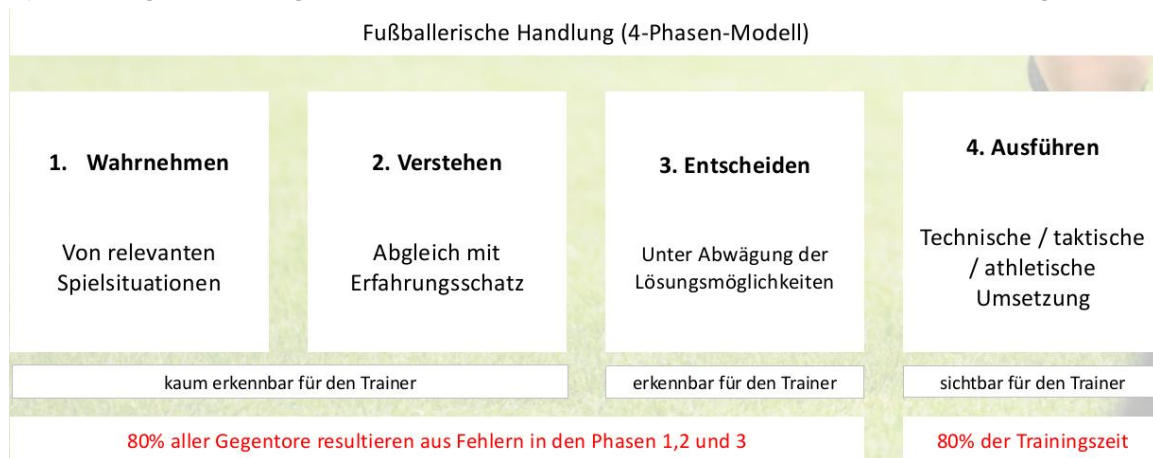 Fußballerische Handlung (4-Phasen-Modell)
1. Wahrnehmen
Von relevanten
Spielsituationen
2. Verstehen
Abgleich mit
Erfahrungsschatz
3. Entscheiden
Unter Abwägung der
Lösungsmöglichkeiten
4. Ausführen
Technische / taktische
/ athletische
Umsetzung
kaum erkennbar für den Trainer
erkennbar für den Trainer
sichtbar für den Trainer
80% aller Gegentore resultieren aus Fehlern in den Phasen 1,2 und 3
80% der Trainingszeit